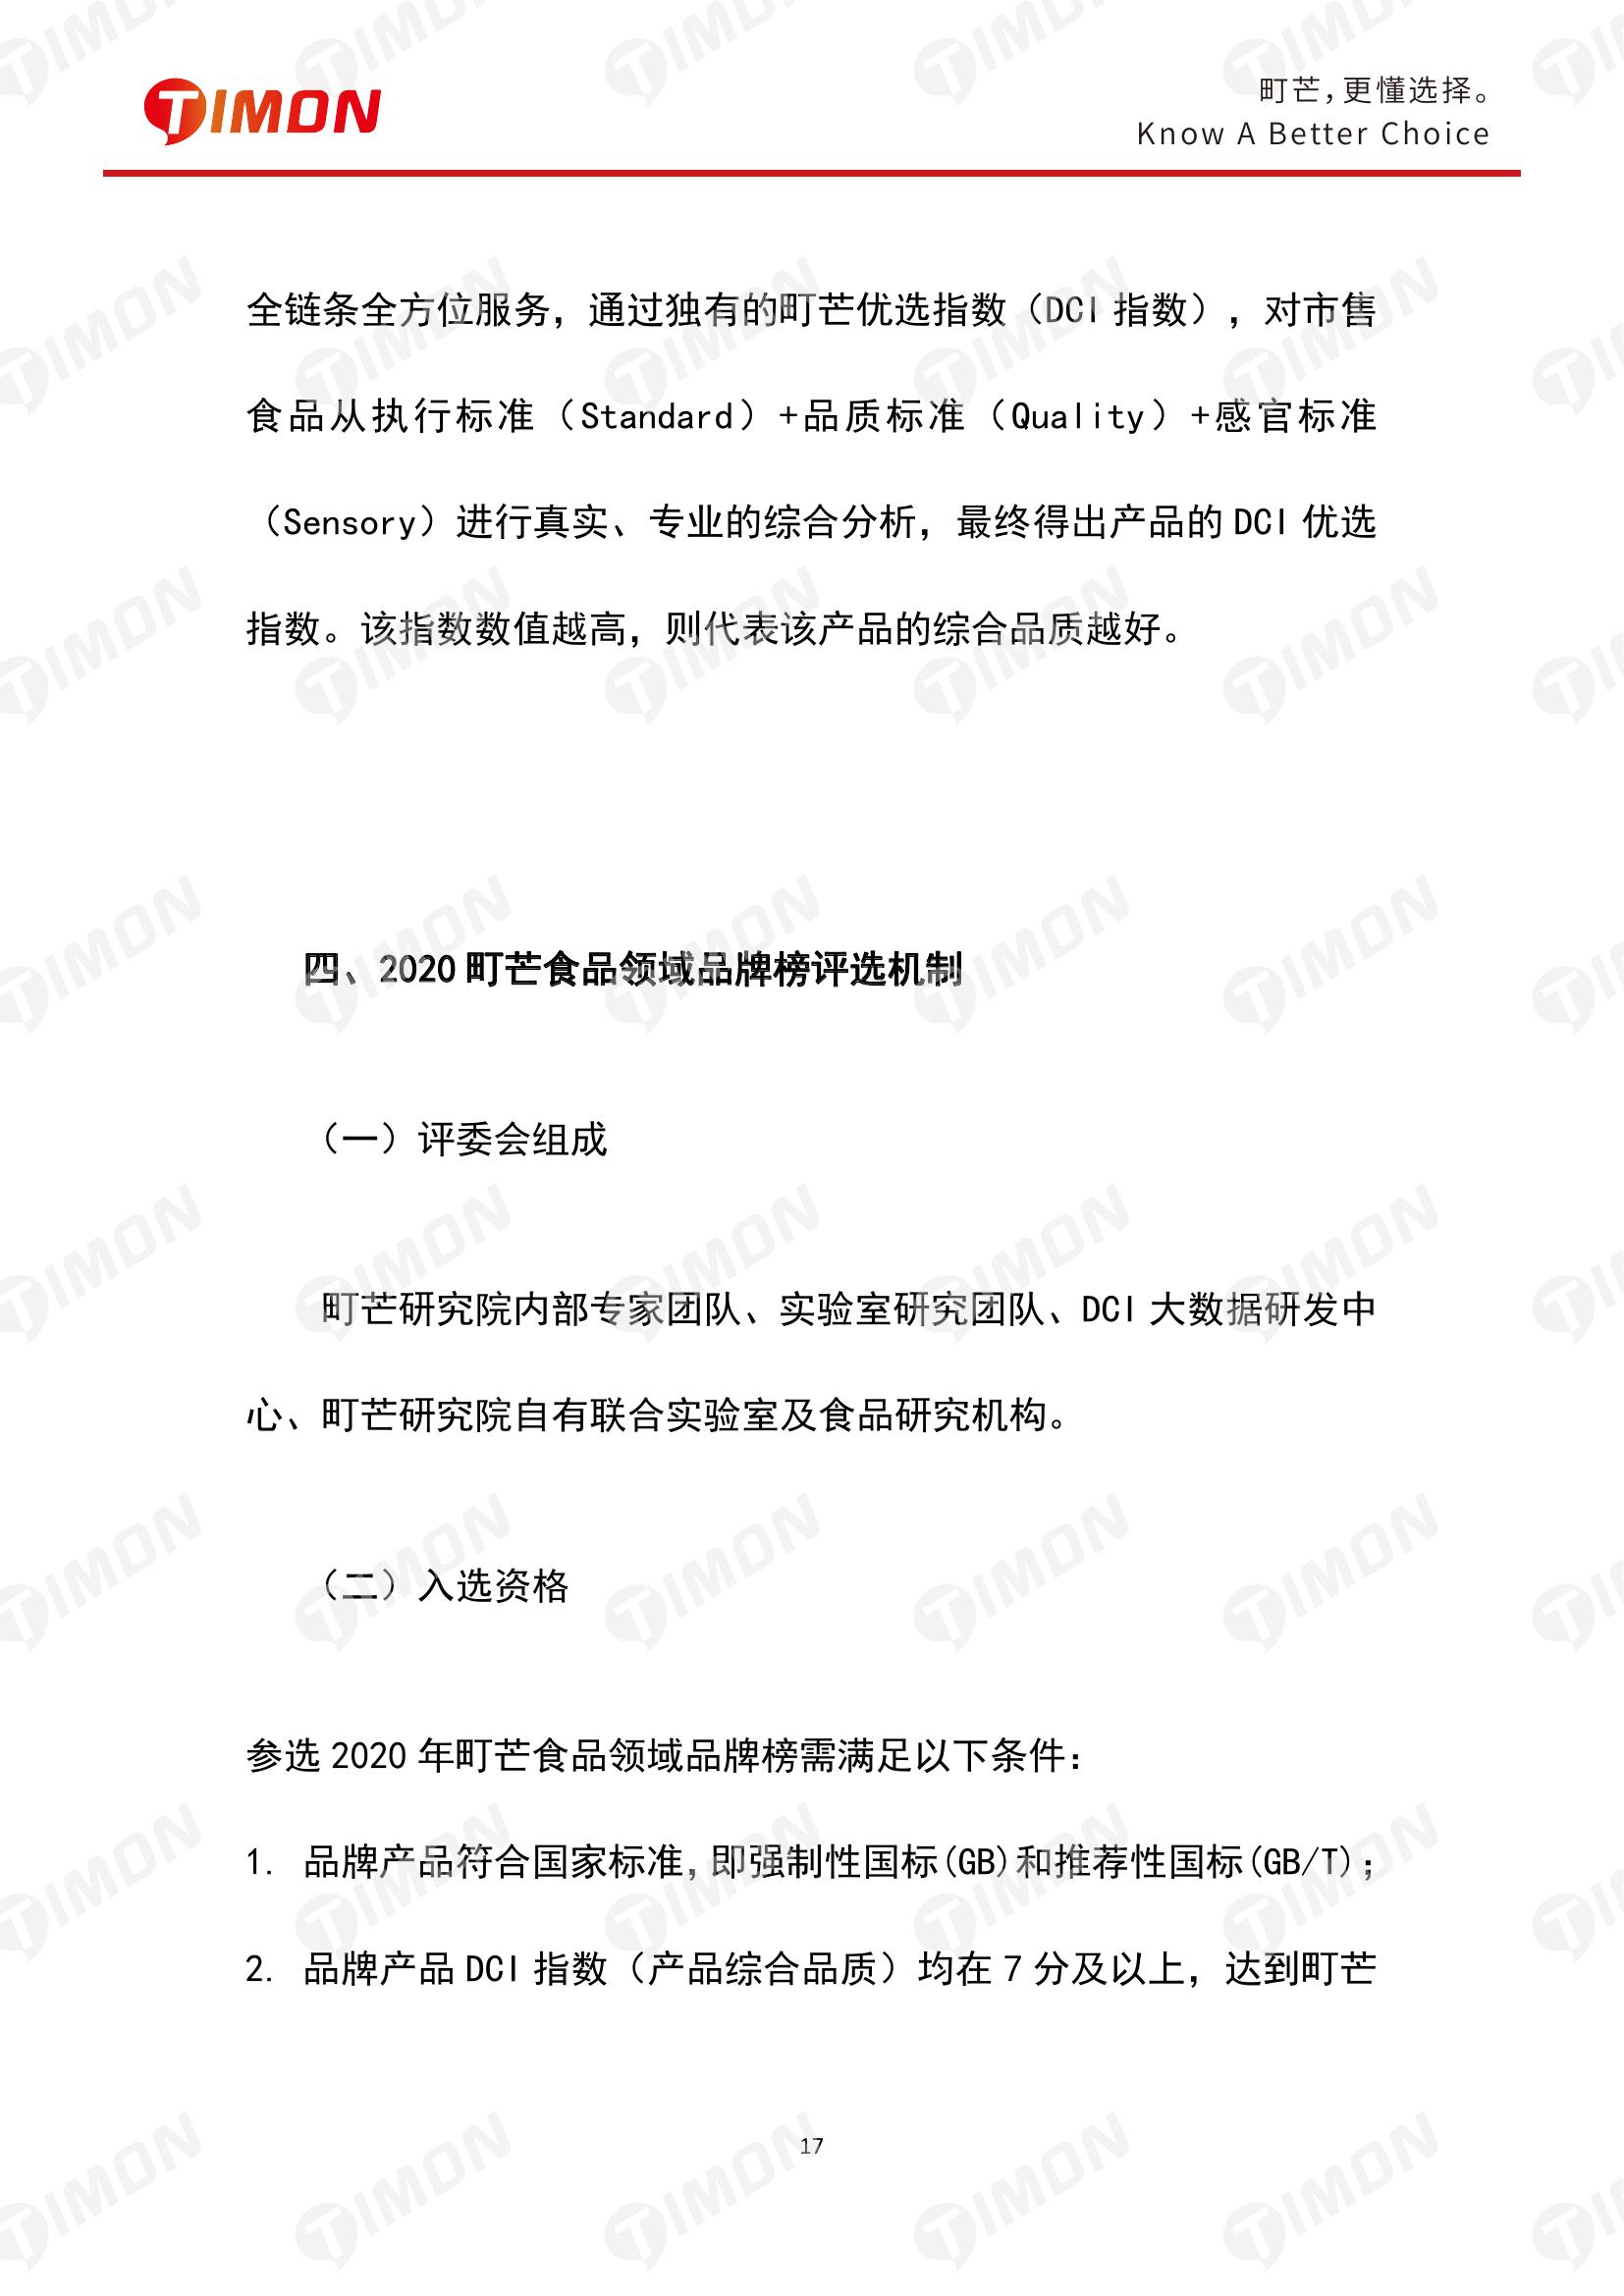 TIMON
町芒,更懂选择。
Know A Better Choice
全链条全方位服务，通过独有的町芒优选指数（DCI 指数），对市售
食品从执行标准（Standard）+品质标准（Quality）+感官标准
（Sensory）进行真实、专业的综合分析，最终得出产品的 DCI 优选
指数。该指数数值越高，则代表该产品的综合品质越好。
四、2020 町芒食品领域品牌榜评选机制
（一）评委会组成
町芒研究院内部专家团队、实验室研究团队、DCI 大数据研发中
心、町芒研究院自有联合实验室及食品研究机构。
（二）入选资格
参选 2020 年町芒食品领域品牌榜需满足以下条件：
1. 品牌产品符合国家标准,即强制性国标(GB)和推荐性国标(GB/T)；
2. 品牌产品 DCI 指数（产品综合品质）均在 7 分及以上，达到町芒
17